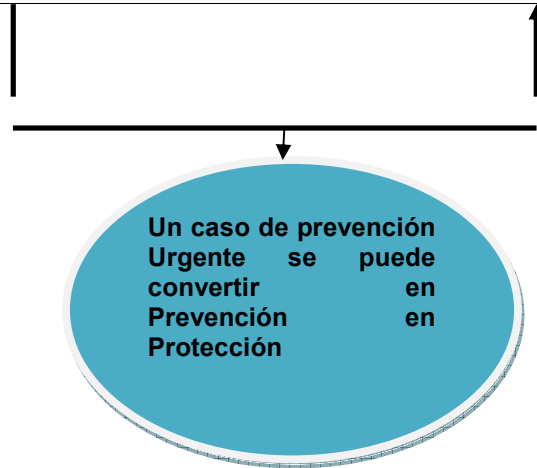 Un caso de prevención
Urgente se puede
convertir en
Prevención en
Protección